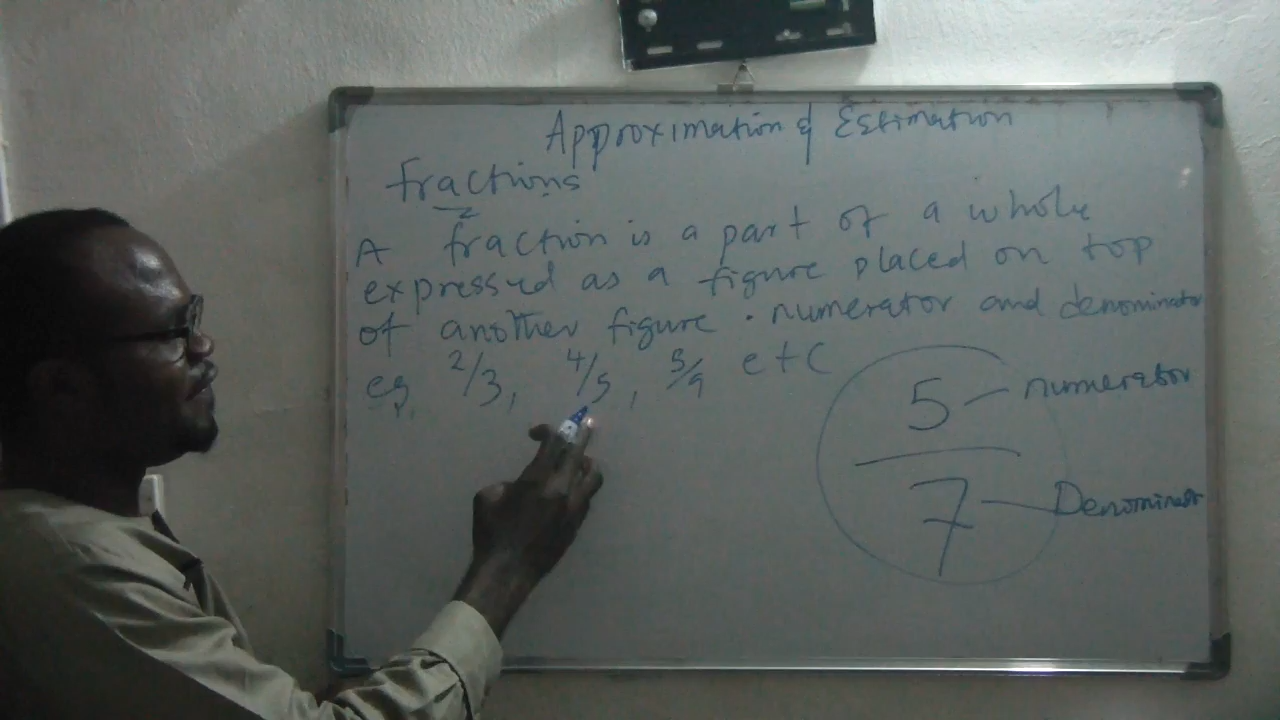 Approximation & Estimation
Fractions
A fraction is a part of a whole
expressed as a figure placed on top
of another figure. numerator and denominator
eg, 2/3, 4/5, 5/9 etc
5 — numerator
7 — Denominator